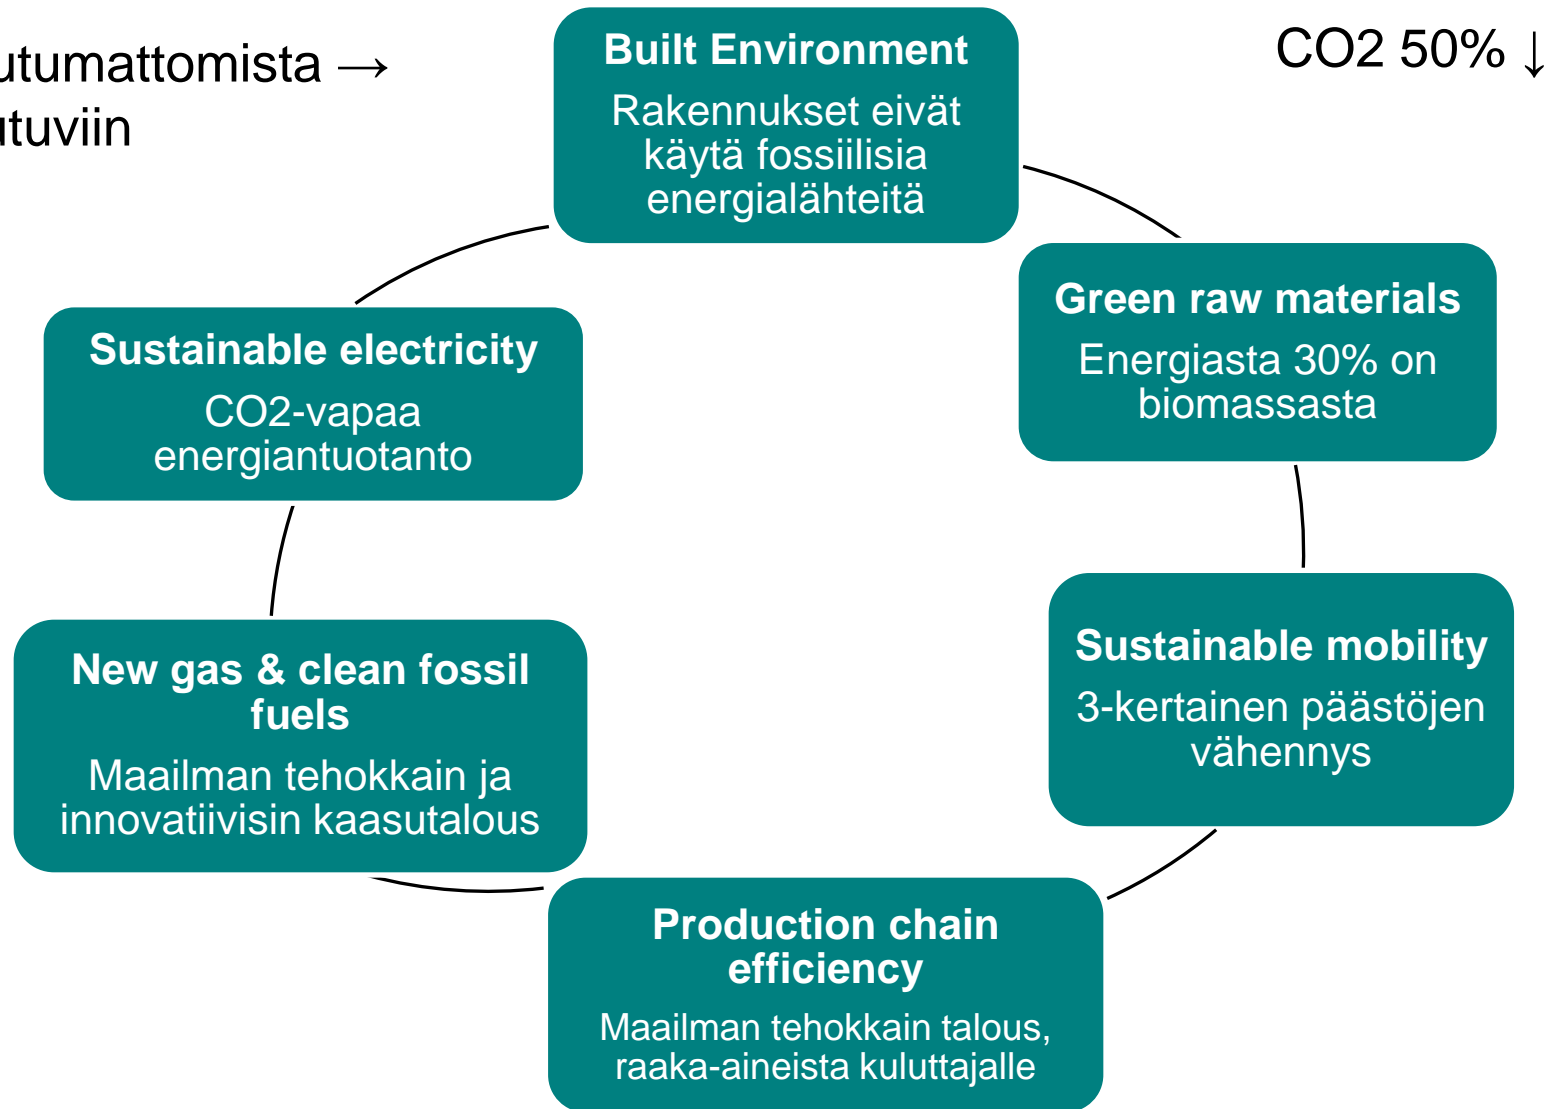 utumattomista →
utuviin
CO2 50% ↓
Built Environment
Rakennukset eivät
käytä fossiilisia
energialähteitä
Green raw materials
Energiasta 30% on
biomassasta
Sustainable mobility
3-kertainen päästöjen
vähennys
Production chain
efficiency
Maailman tehokkain talous,
raaka-aineista kuluttajalle
New gas & clean fossil
fuels
Maailman tehokkain ja
innovatiivisin kaasutalous
Sustainable electricity
CO2-vapaa
energiantuotanto